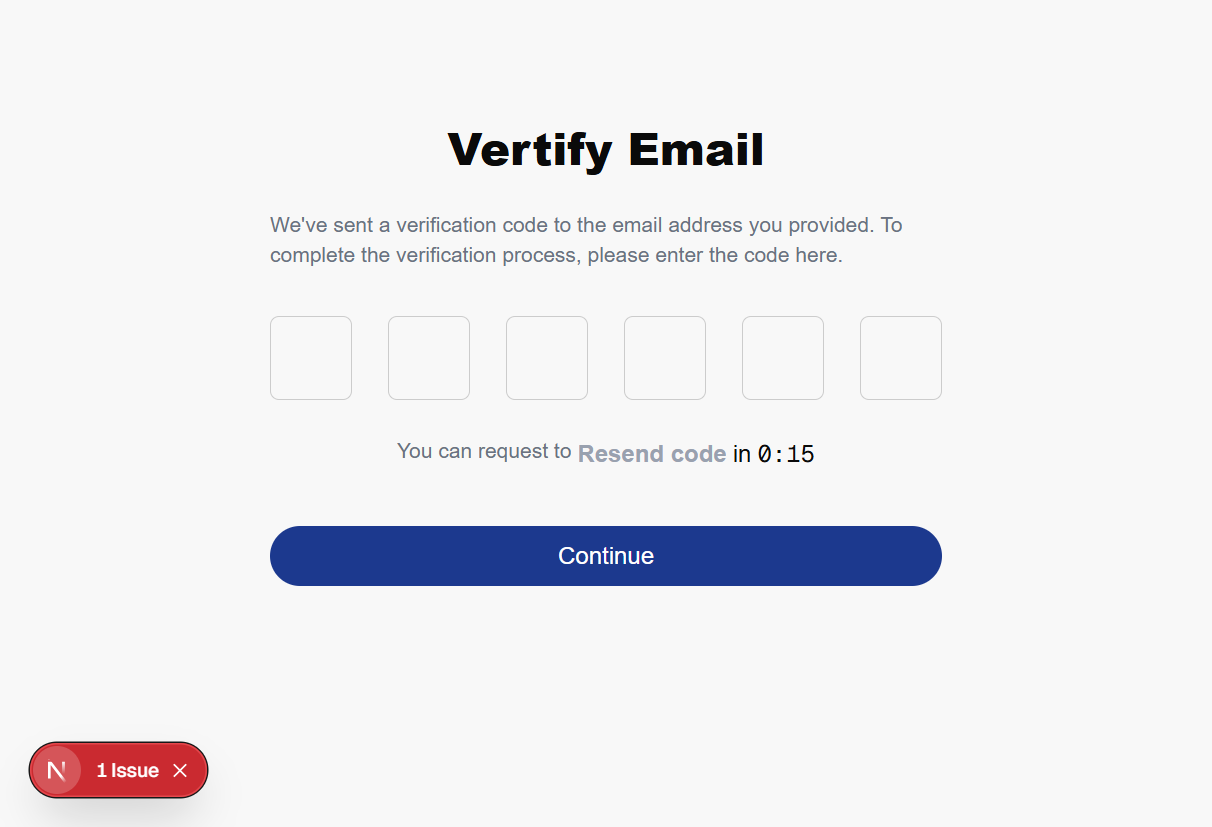 Vertify Email
We've sent a verification code to the email address you provided. To
complete the verification process, please enter the code here.
You can request to Resend code in 0:15
Continue
N 1 Issue